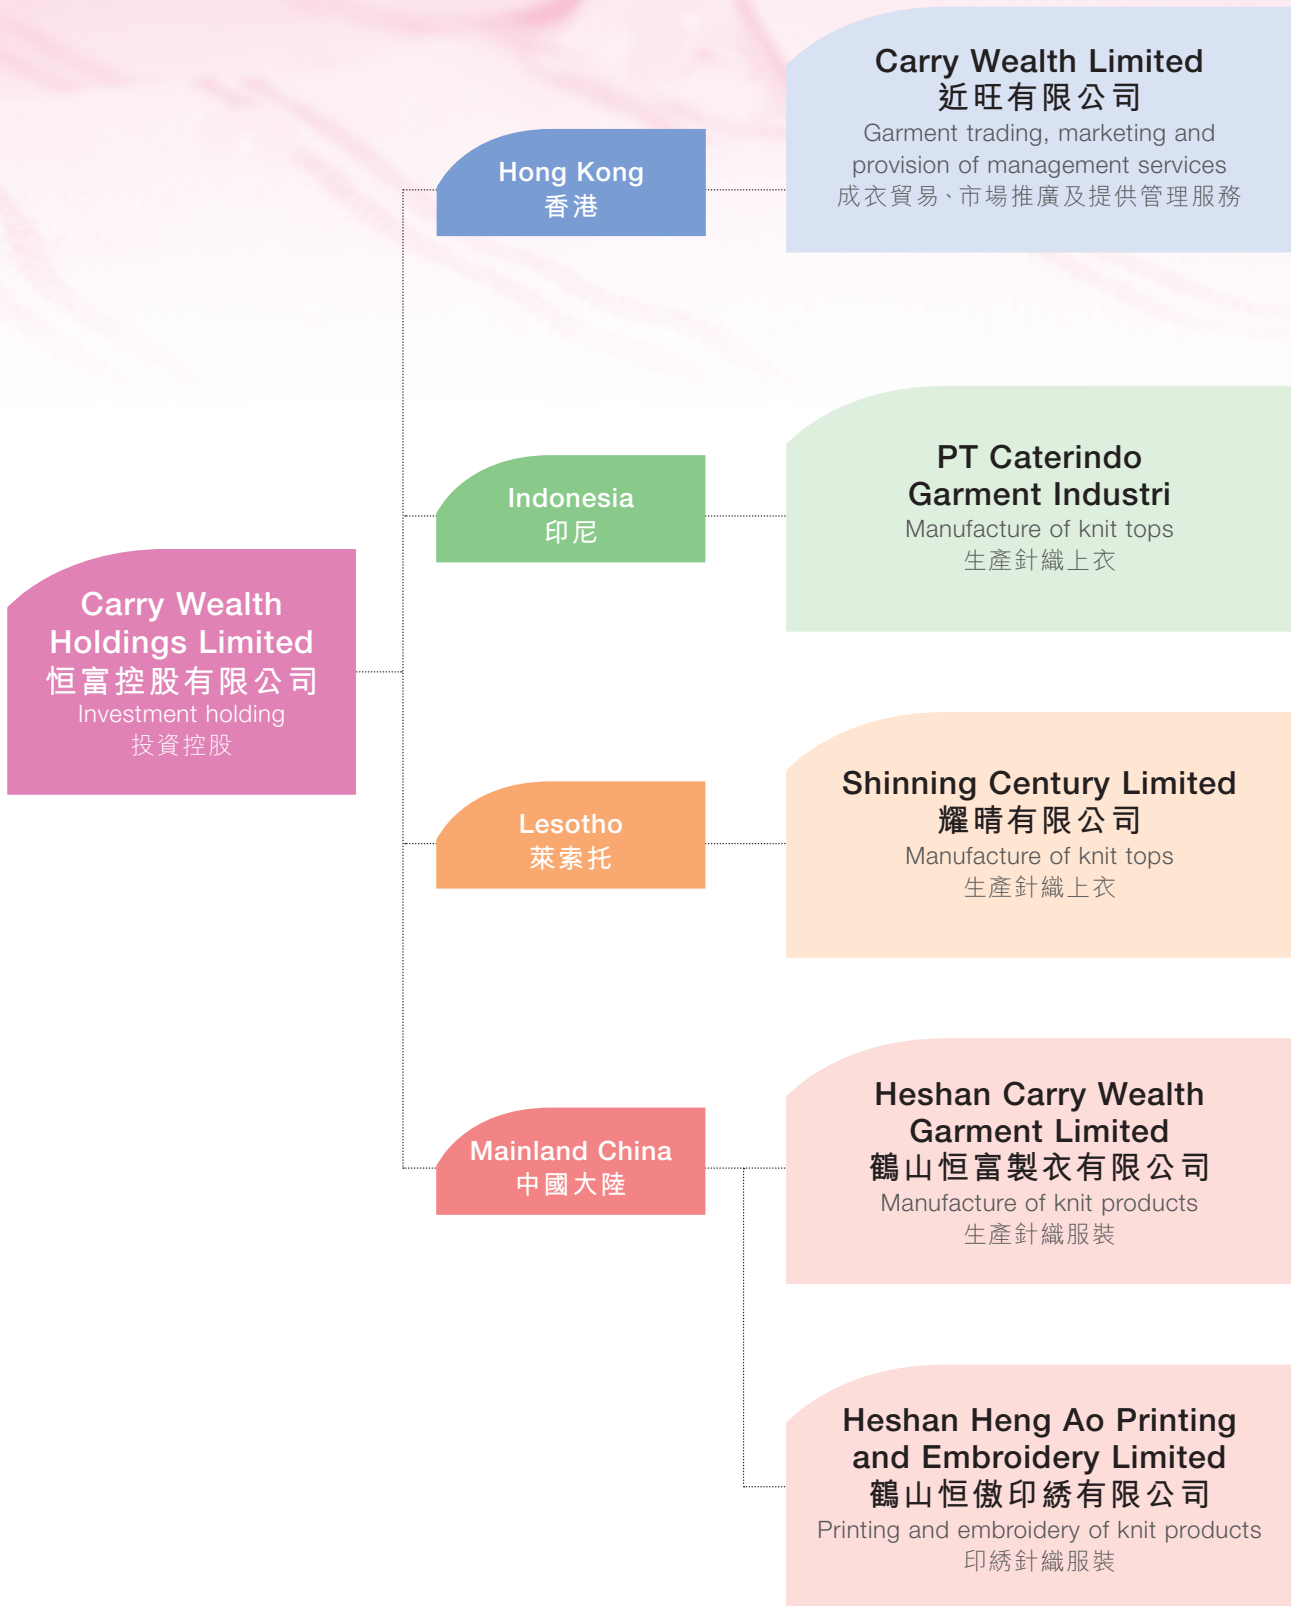 Carry Wealth Limited
近旺有限公司
Garment trading, marketing and
provision of management services
成衣貿易、市場推廣及提供管理服務
Hong Kong
香港
PT Caterindo
Garment Industri
Manufacture of knit tops
生產針織上衣
Indonesia
印尼
Carry Wealth
Holdings Limited
恒富控股有限公司
Investment holding
投資控股
Shinning Century Limited
耀晴有限公司
Manufacture of knit tops
生產針織上衣
Lesotho
萊索托
Heshan Carry Wealth
Garment Limited
鶴山恒富製衣有限公司
Manufacture of knit products
生產針織服裝
Mainland China
中國大陸
Heshan Heng Ao Printing
and Embroidery Limited
鶴山恒傲印綉有限公司
Printing and embroidery of knit products
印綉針織服裝